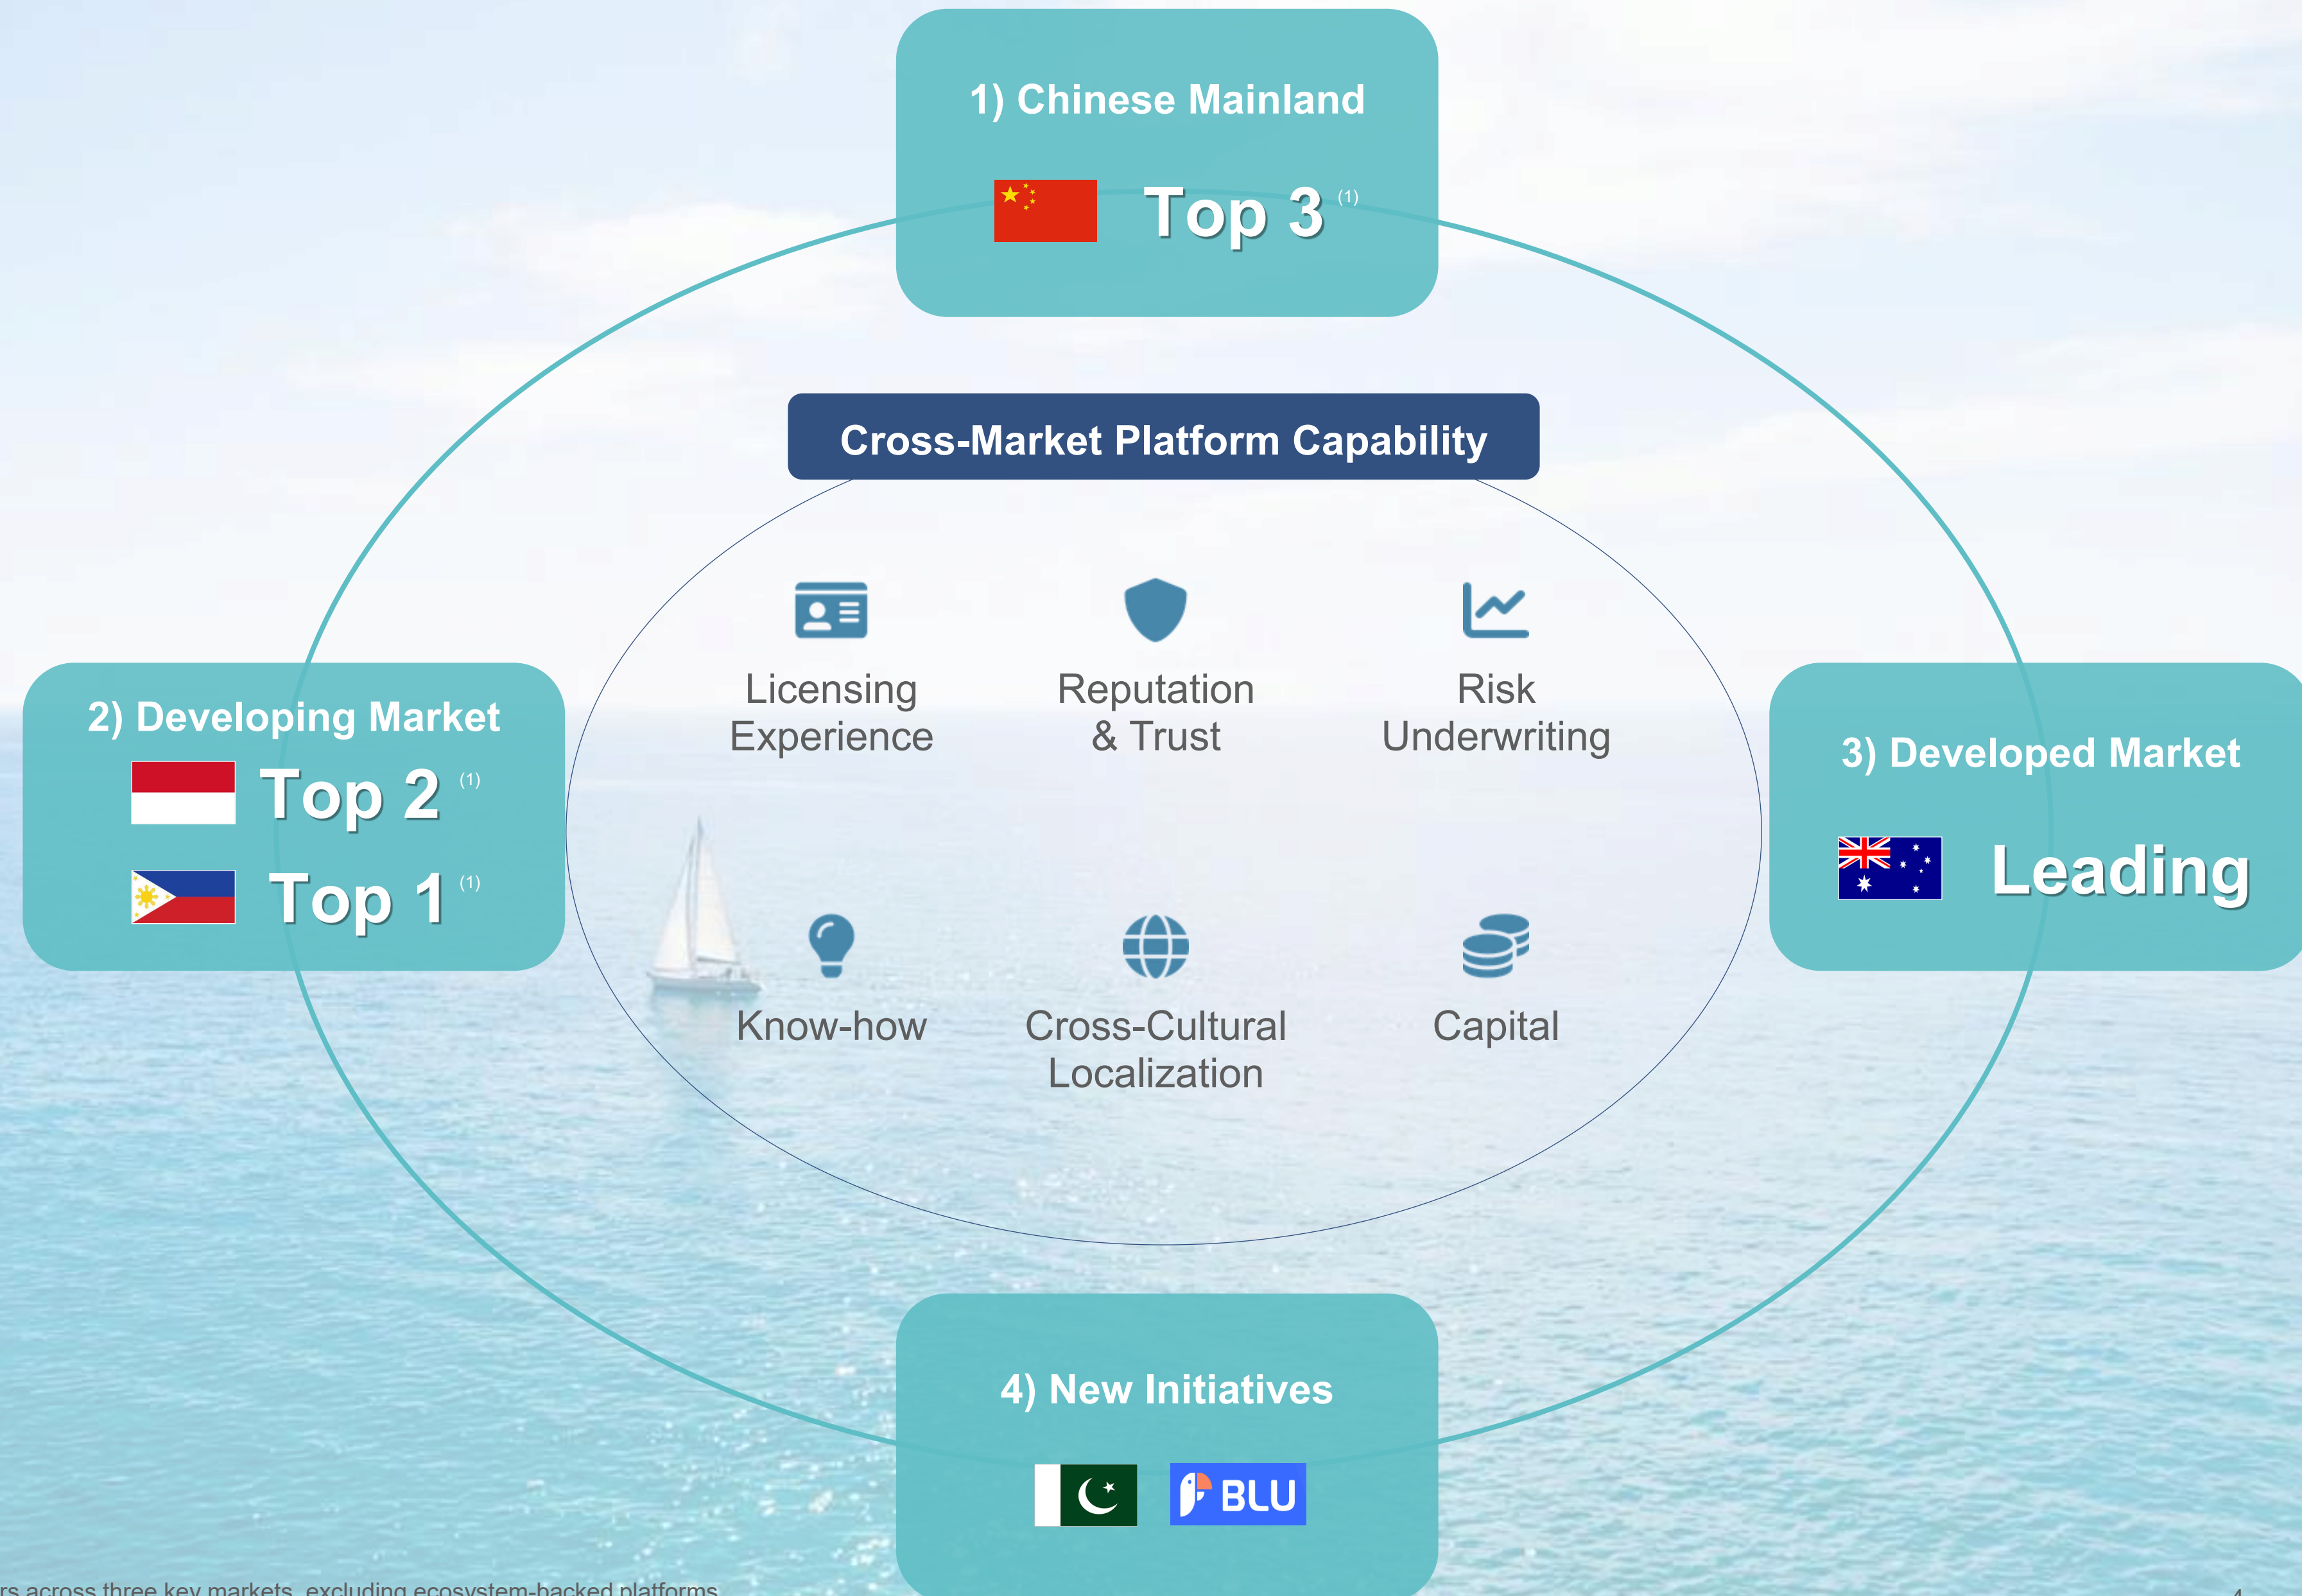 1) Chinese Mainland
Top 3 (1)
Cross-Market Platform Capability
Licensing
Experience
Reputation
& Trust
Risk
Underwriting
2) Developing Market
Top 2 (1)
Top 1 (1)
3) Developed Market
Leading
Know-how
Cross-Cultural
Localization
Capital
4) New Initiatives
BLU
across three key markets, excluding ecosystem-backed platforms